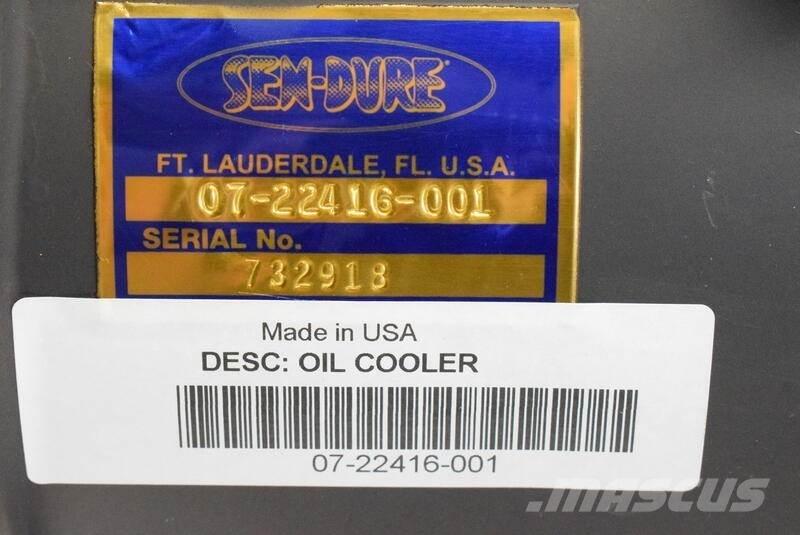 SEN-DURE
FT. LAUDERDALE, FL. U.S.A.
07-22416-001
SERIAL No.
732918
Made in USA
DESC: OIL COOLER
07-22416-001
MASCUS